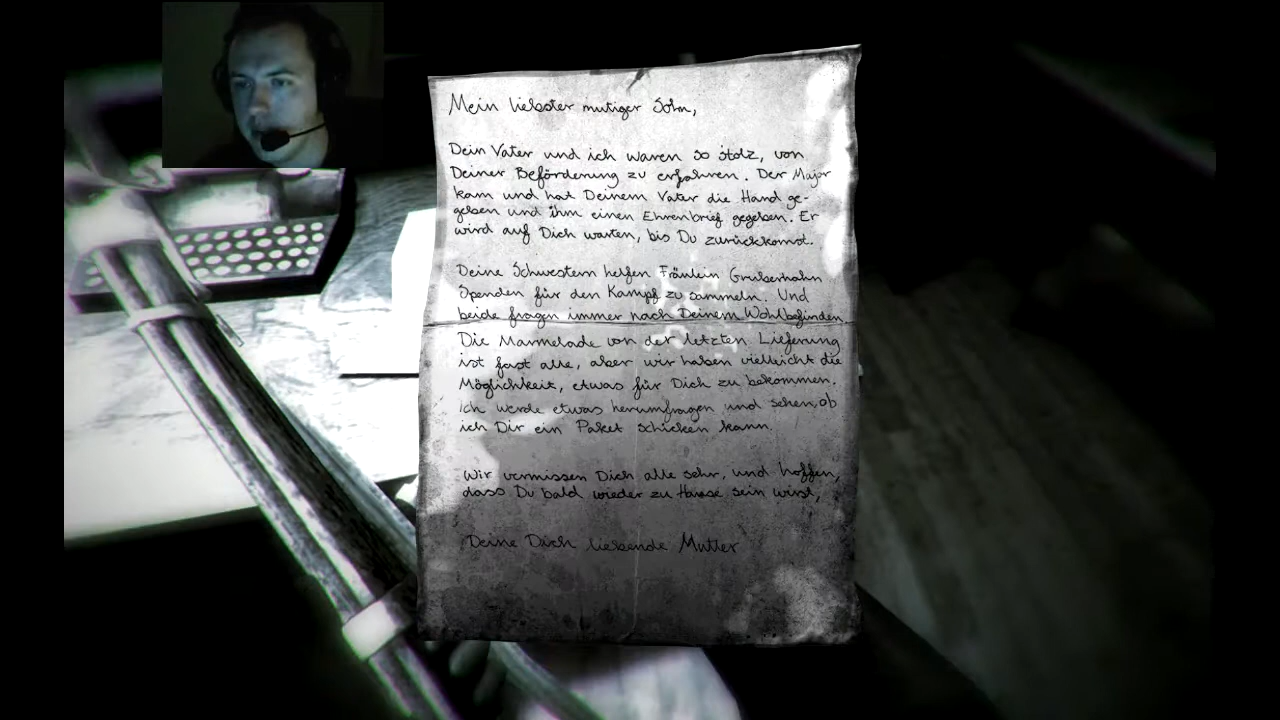 Mein liebster mutiger Sohn,
Dein Vater und ich waren so stolz, von
Deiner Beförderung zu erfahren. Der Major
kam und hat Deinem Vater die Hand ge-
geben und ihm einen Ehrenbrief gegeben. Er
wird auf Dich warten, bis Du zurückkomst.
Deine Schwestern helfen Fräulein Gruberhahn
Spenden für den Kampf zu sammeln. Und
beide fragen immer nach Deinem Wohlbefinden
Die Marmelade von der letzten Lieferung
ist fast alle, aber wir haben vielleicht die
Möglichkeit, etwas für Dich zu bekommen.
Ich werde etwas herumfragen und sehen, ob
ich Dir ein Paket schicken kann.
Wir vermissen Dich alle sehr, und hoffen,
dass Du bald wieder zu Hause sein wirst,
Deine Dich liebende Mutter